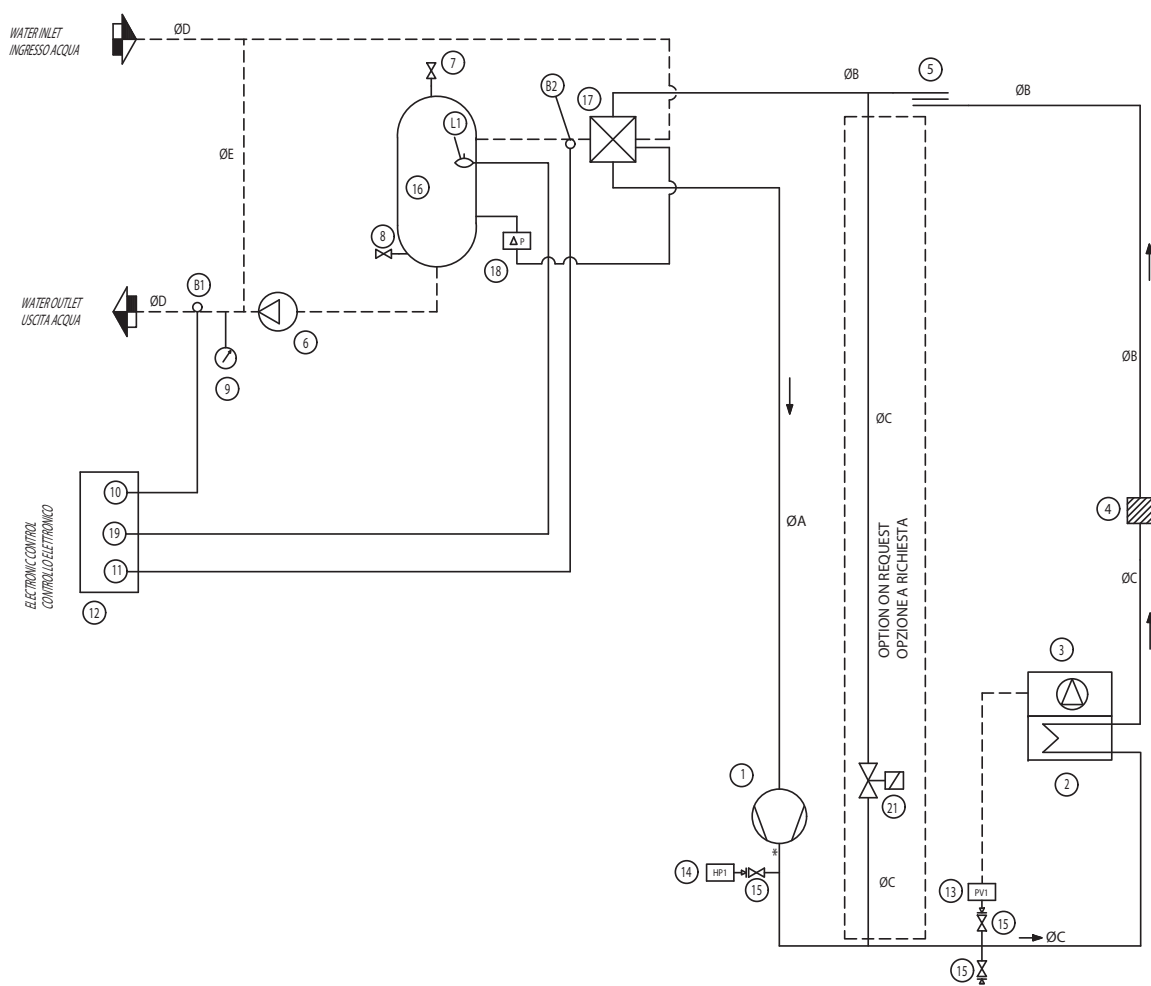 WATER INLET
INGRESSO ACQUA
ØD
7
B2
17
ØB
5
ØB
L1
ØE
16
8
Δ P
18
B1
WATER OUTLET
USCITA ACQUA
ØD
6
9
ØB
ØC
ØA
10
19
11
ELECTRONIC CONTROL
CONTROLLO ELETTRONICO
12
OPTION ON REQUEST
OPZIONE A RICHIESTA
4
ØC
3
1
21
2
*
14
HP1
15
ØC
13
PV1
15
ØC
15